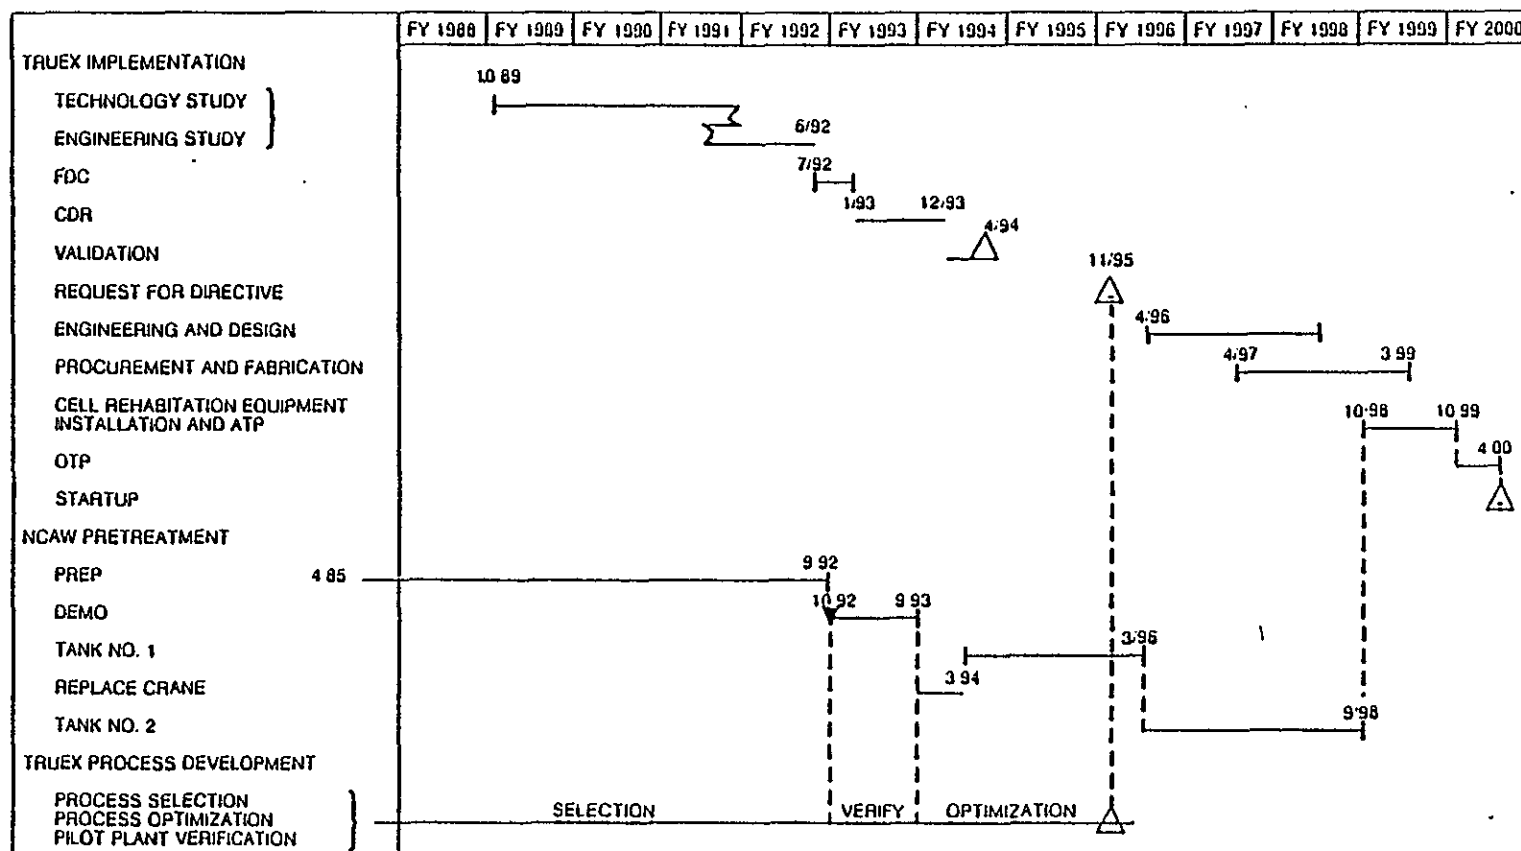 FY 1988 FY 1989 FY 1990 FY 1991 FY 1992 FY 1993 FY 1994 FY 1995 FY 1996 FY 1997 FY 1998 FY 1999 FY 2000
TRUEX IMPLEMENTATION
10 89
TECHNOLOGY STUDY
ENGINEERING STUDY 6/92
FDC 7/92
CDR 1/93 12/93
VALIDATION 4/94
REQUEST FOR DIRECTIVE 11/95
ENGINEERING AND DESIGN 4/96
PROCUREMENT AND FABRICATION 4/97 3 99
CELL REHABITATION EQUIPMENT
INSTALLATION AND ATP 10 98 10 99
OTP 4 00
STARTUP
NCAW PRETREATMENT
PREP 4 85 9 92
DEMO 10 92 9 93
TANK NO. 1 3/96
REPLACE CRANE 3 94
TANK NO. 2 9 98
TRUEX PROCESS DEVELOPMENT
PROCESS SELECTION
PROCESS OPTIMIZATION SELECTION VERIFY OPTIMIZATION
PILOT PLANT VERIFICATION